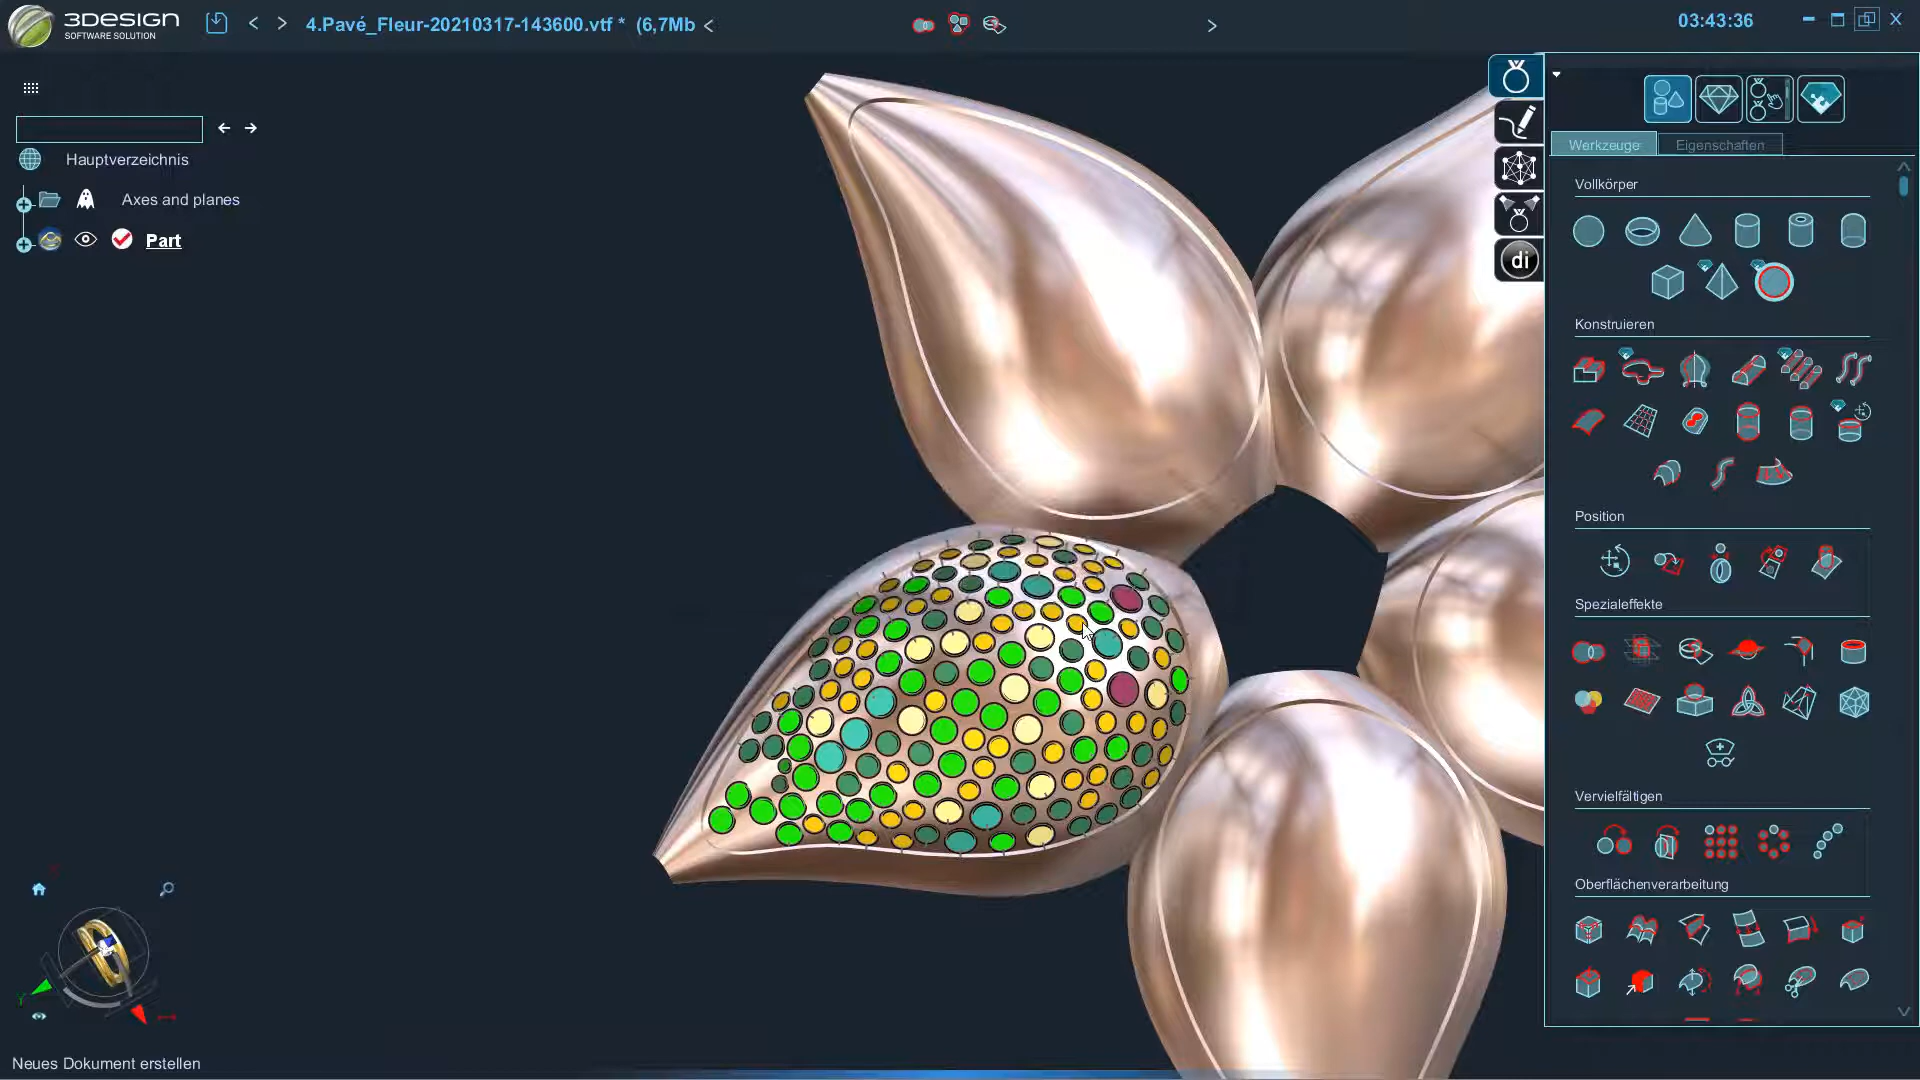 3DESIGN
SOFTWARE SOLUTION
4.Pavé_Fleur-20210317-143600.vtf * (6,7Mb
03:43:36
Hauptverzeichnis
Axes and planes
Part
di
Werkzeuge
Eigenschaften
Vollkörper
Konstruieren
Position
Spezialeffekte
Vervielfältigen
Oberflächenverarbeitung
Y
Neues Dokument erstellen